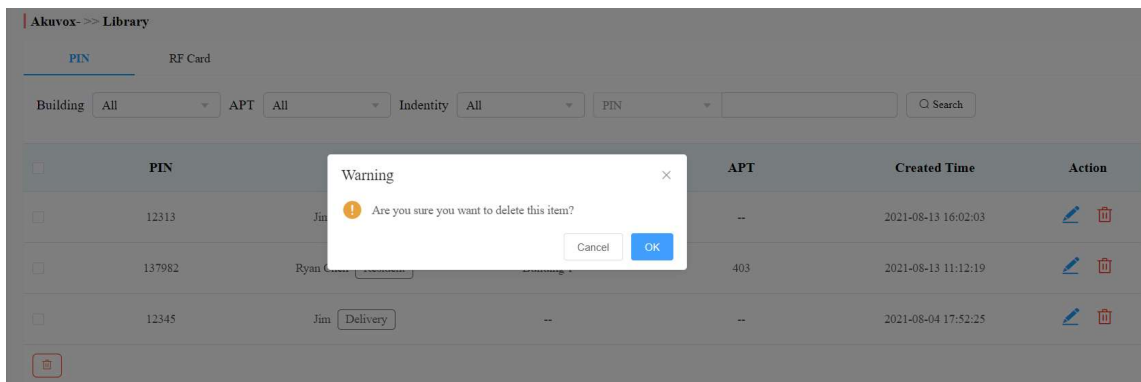 Akuvox- >> Library
PIN RF Card
Building All APT All Indentity All PIN Search
PIN APT Created Time Action
Warning
Are you sure you want to delete this item?
Cancel OK
12313 Jim -- 2021-08-13 16:02:03
137982 Ryan 403 2021-08-13 11:12:19
12345 Jim Delivery -- -- 2021-08-04 17:52:25